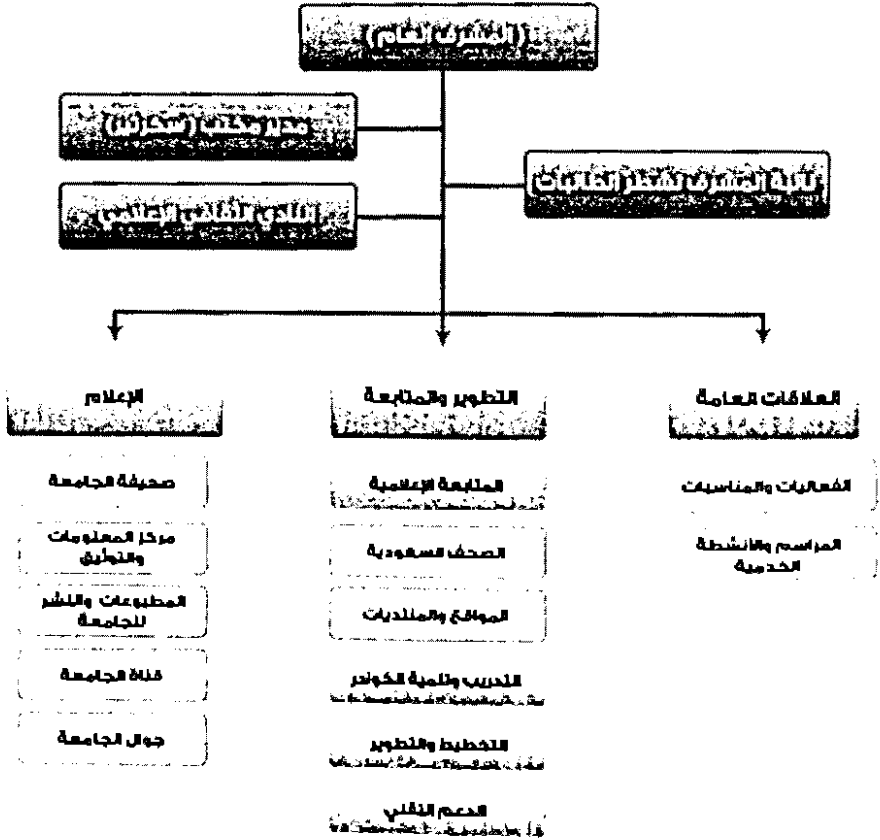 ( المشرف العام )
مدير مكتب (سكرتير)
( نائبة المشرف لشطر الطالبات )
النادي الثقافي الإعلامي
العلاقات العامة
الفعاليات والمناسبات
المراسم والأنشطة
الخدمية
التطوير والمتابعة
المتابعة الإعلامية
الصحف السعودية
المواقع والمنتديات
التدريب وتنمية الكوادر
التخطيط والتطوير
الدعم التقني
الإعلام
صحيفة الجامعة
مركز المعلومات
والتوثيق
المطبوعات والنشر
للجامعة
قناة الجامعة
جوال الجامعة